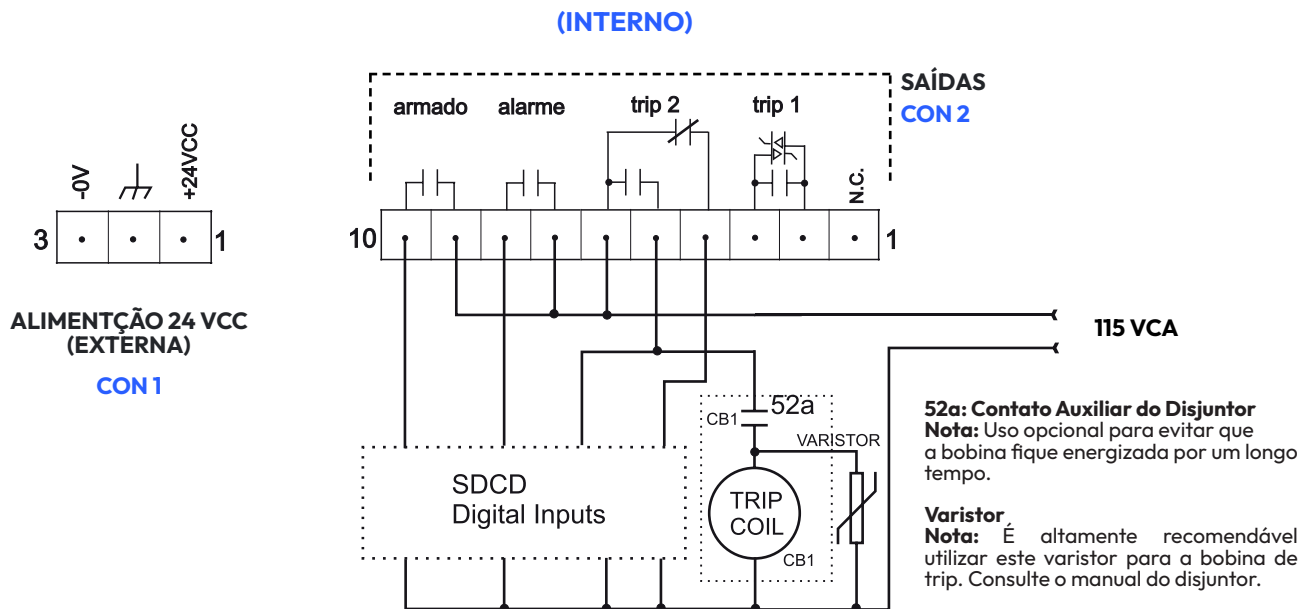 (INTERNO)
SAÍDAS
CON 2
armado
alarme
trip 2
trip 1
N.C.
10
1
-0V
+24VCC
3
1
ALIMENTÇÃO 24 VCC
(EXTERNA)
CON 1
115 VCA
52a
CB1
VARISTOR
TRIP
COIL
CB1
SDCD
Digital Inputs
52a: Contato Auxiliar do Disjuntor
Nota: Uso opcional para evitar que
a bobina fique energizada por um longo
tempo.
Varistor
Nota: É altamente recomendável
utilizar este varistor para a bobina de
trip. Consulte o manual do disjuntor.